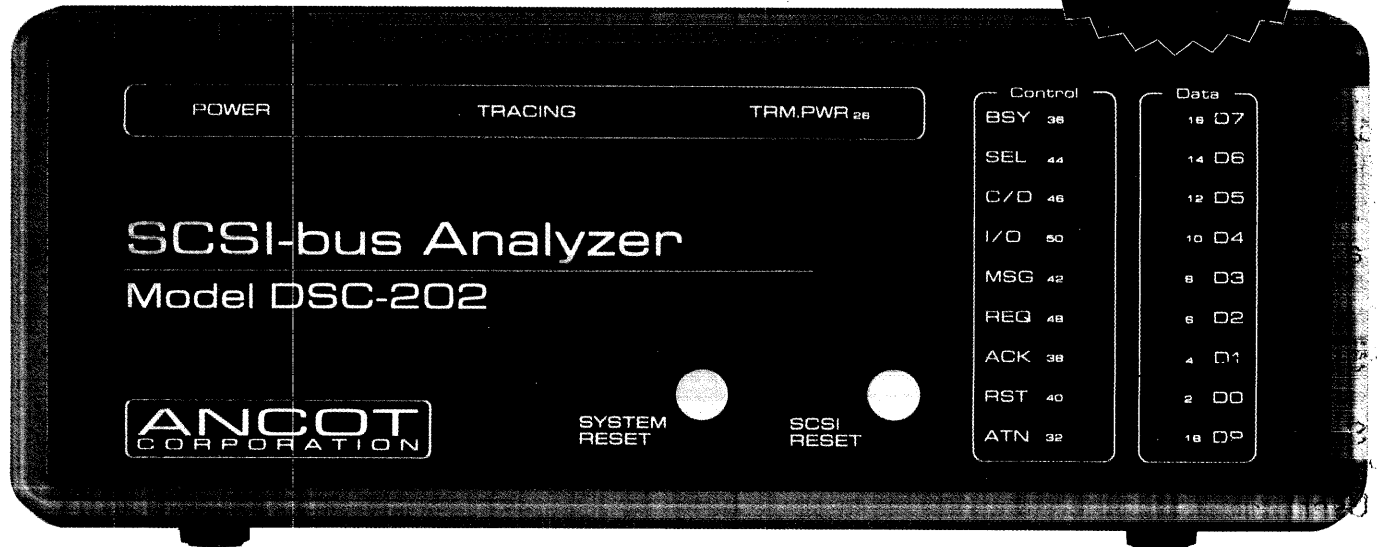 POWER TRACING TRM.PWR 26
SCSI-bus Analyzer
Model DSC-202
ANCOT
CORPORATION
SYSTEM
RESET
SCSI
RESET
Control
BSY 36
SEL 44
C/D 46
I/O 50
MSG 42
REQ 48
ACK 38
RST 40
ATN 32
Data
16 D7
14 D6
12 D5
10 D4
8 D3
6 D2
4 D1
2 D0
18 DP